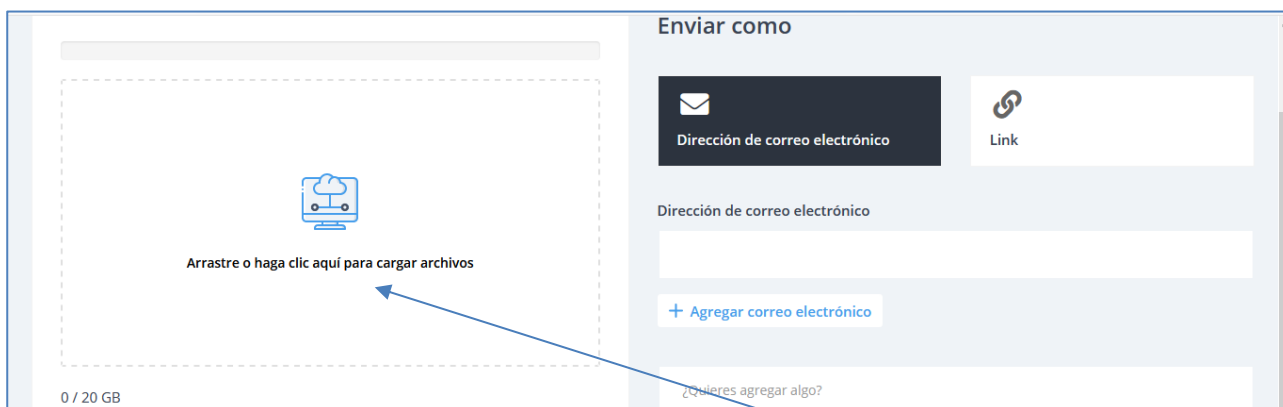 Enviar como
Dirección de correo electrónico
Link
Arrastre o haga clic aquí para cargar archivos
0 / 20 GB
Dirección de correo electrónico
+ Agregar correo electrónico
¿Quieres agregar algo?